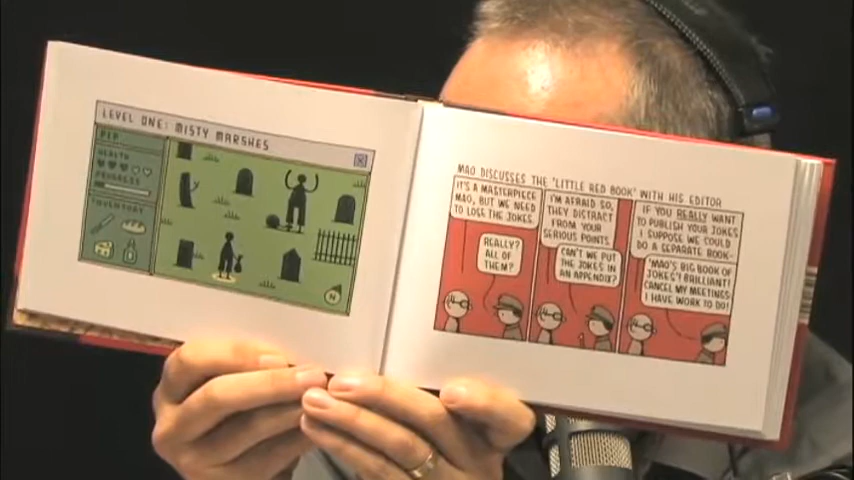 LEVEL ONE: MISTY MARSHES
PIP
HEALTH
PROGRESS
INVENTORY
N
MAO DISCUSSES THE "LITTLE RED BOOK" WITH HIS EDITOR
IT'S A MASTERPIECE
MAO, BUT WE NEED
TO LOSE THE JOKES.
REALLY?
ALL OF
THEM?
I'M AFRAID SO,
THEY DISTRACT
FROM YOUR
SERIOUS POINTS.
CAN'T WE PUT
THE JOKES IN
AN APPENDIX?
IF YOU REALLY WANT
TO PUBLISH YOUR JOKES
I SUPPOSE WE COULD
DO A SEPARATE BOOK-
'MAO'S BIG BOOK OF
JOKES'! BRILLIANT!
CANCEL MY MEETINGS
I HAVE WORK TO DO!